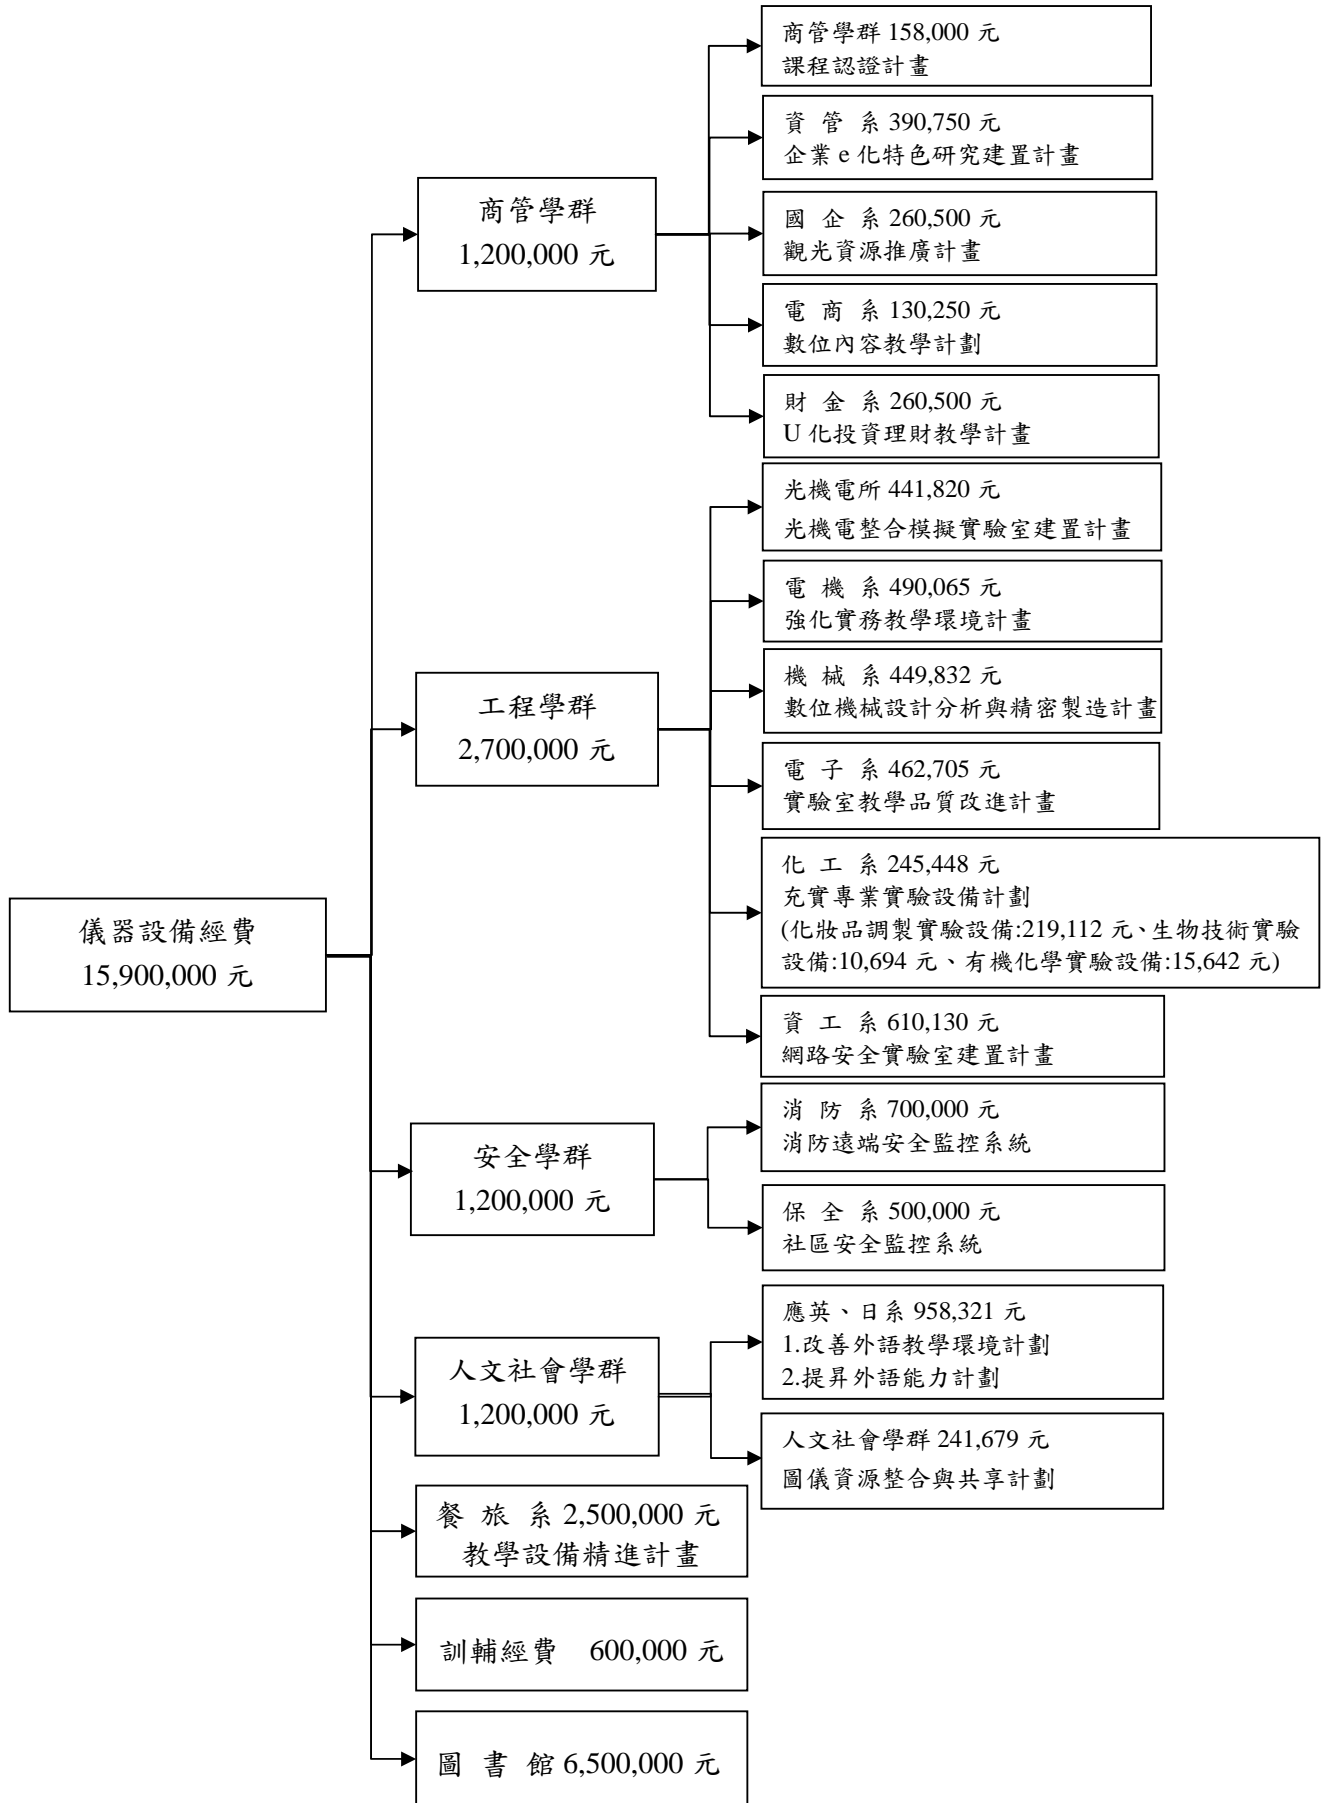 儀器設備經費
15,900,000 元
商管學群
1,200,000 元
商管學群 158,000 元
課程認證計畫
資 管 系 390,750 元
企業 e 化特色研究建置計畫
國 企 系 260,500 元
觀光資源推廣計畫
電 商 系 130,250 元
數位內容教學計劃
財 金 系 260,500 元
U 化投資理財教學計畫
工程學群
2,700,000 元
光機電所 441,820 元
光機電整合模擬實驗室建置計畫
電 機 系 490,065 元
強化實務教學環境計畫
機 械 系 449,832 元
數位機械設計分析與精密製造計畫
電 子 系 462,705 元
實驗室教學品質改進計畫
化 工 系 245,448 元
充實專業實驗設備計劃
(化妝品調製實驗設備:219,112 元、生物技術實驗
設備:10,694 元、有機化學實驗設備:15,642 元)
資 工 系 610,130 元
網路安全實驗室建置計畫
安全學群
1,200,000 元
消 防 系 700,000 元
消防遠端安全監控系統
保 全 系 500,000 元
社區安全監控系統
人文社會學群
1,200,000 元
應英、日系 958,321 元
1.改善外語教學環境計劃
2.提昇外語能力計劃
人文社會學群 241,679 元
圖儀資源整合與共享計劃
餐 旅 系 2,500,000 元
教學設備精進計畫
訓輔經費 600,000 元
圖 書 館 6,500,000 元